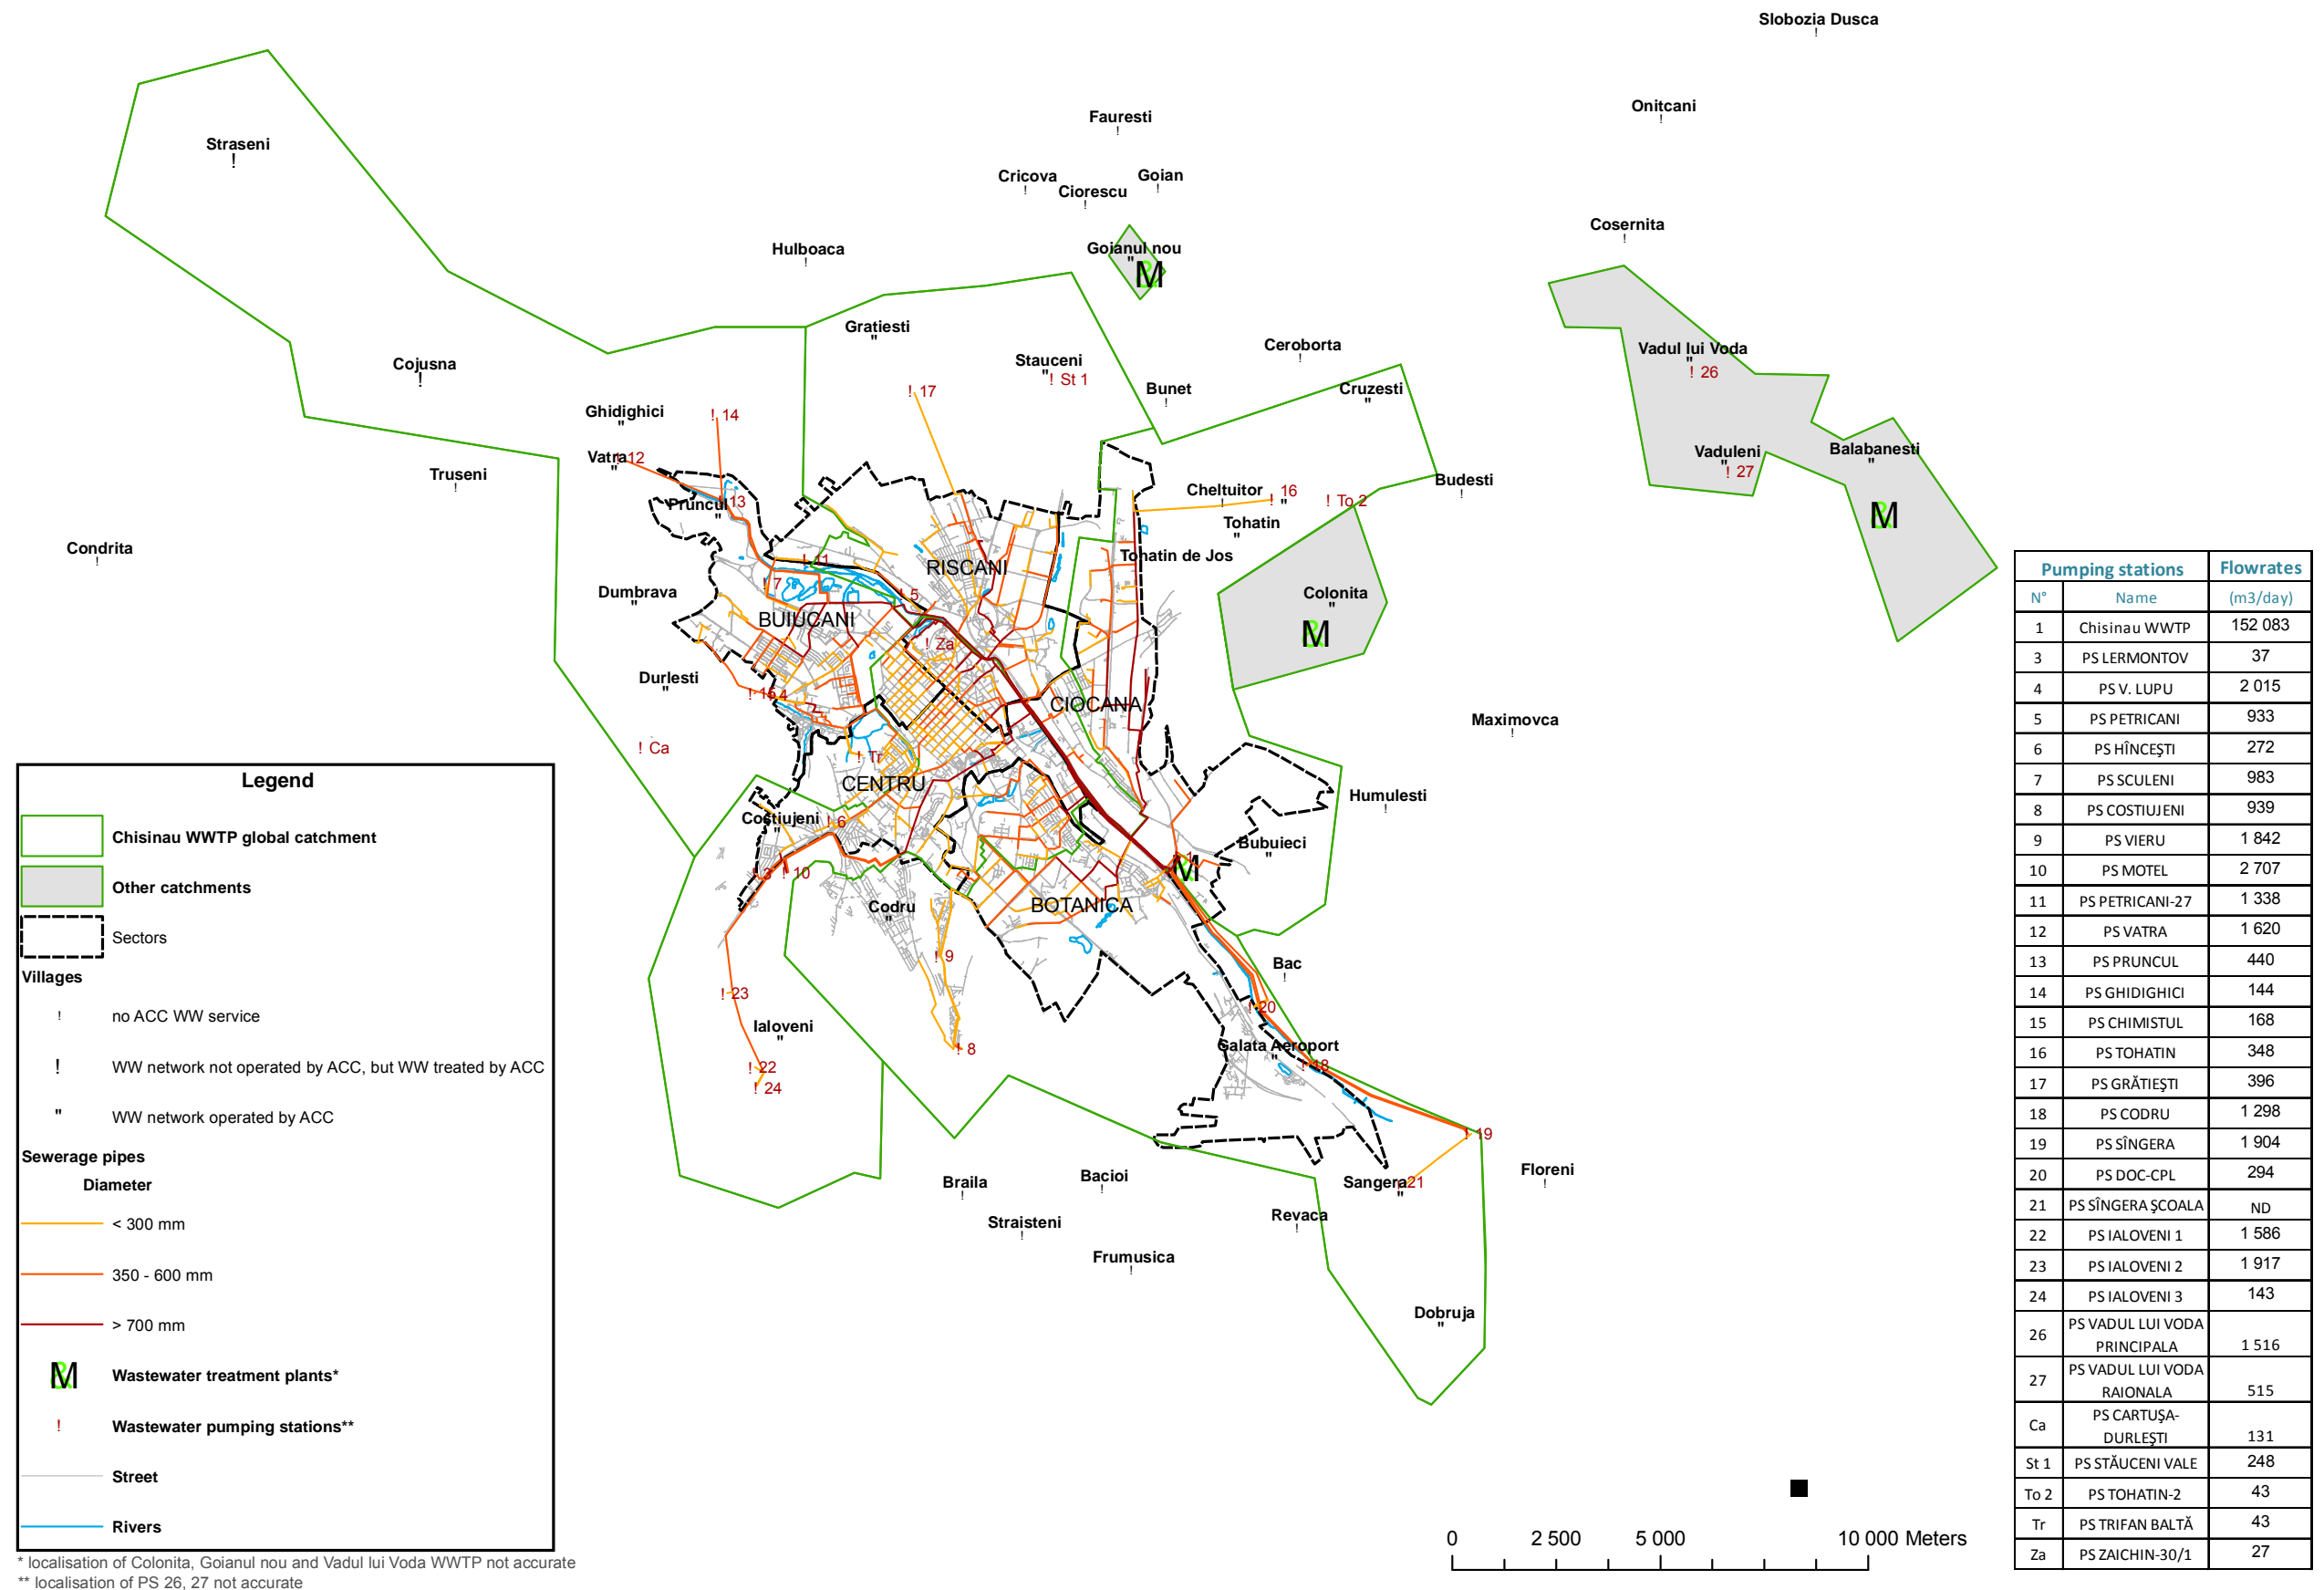 Slobozia Dusca
Onitcani
Fauresti
Straseni
Cricova
Goian
Ciorescu
Cosernita
Hulboaca
Goianul nou
M
Gratiesti
Ceroborta
Vadul lui Voda
! 26
Stauceni
! St 1
Cojusna
Bunet
Cruzesti
! 17
Ghidighici
! 14
Vatra
! 12
Vaduleni
! 27
Balabanesti
Truseni
Budesti
Cheltuitor
! 16
! To 2
Pruncul
13
M
Tohatin
Condrita
Tohatin de Jos
! 11
RISCANI
! 7
Dumbrava
! 5
Colonita
BUIUCANI
M
! Za
Durlesti
! 15
4
CIOCANA
Maximovca
! Ca
! Tr
CENTRU
Humulesti
Costiujeni
! 6
Bubuieci
1
M
! 3
! 10
Codru
BOTANICA
! 9
Bac
! 23
! 20
Ialoveni
Galata Aeroport
! 8
! 18
! 22
! 24
! 19
Braila
Bacioi
Sangera
21
Floreni
Straisteni
Revaca
Frumusica
Dobruja
Legend
Chisinau WWTP global catchment
Other catchments
Sectors
Villages
! no ACC WW service
! WW network not operated by ACC, but WW treated by ACC
" WW network operated by ACC
Sewerage pipes
Diameter
< 300 mm
350 - 600 mm
> 700 mm
M Wastewater treatment plants*
! Wastewater pumping stations**
Street
Rivers
* localisation of Colonita, Goianul nou and Vadul lui Voda WWTP not accurate
** localisation of PS 26, 27 not accurate
0 2 500 5 000 10 000 Meters
Pumping stations Flowrates
N° Name (m3/day)
1 Chisinau WWTP 152 083
3 PS LERMONTOV 37
4 PS V. LUPU 2 015
5 PS PETRICANI 933
6 PS HÎNCEŞTI 272
7 PS SCULENI 983
8 PS COSTIUJENI 939
9 PS VIERU 1 842
10 PS MOTEL 2 707
11 PS PETRICANI-27 1 338
12 PS VATRA 1 620
13 PS PRUNCUL 440
14 PS GHIDIGHICI 144
15 PS CHIMISTUL 168
16 PS TOHATIN 348
17 PS GRĂTIEŞTI 396
18 PS CODRU 1 298
19 PS SÎNGERA 1 904
20 PS DOC-CPL 294
21 PS SÎNGERA ŞCOALA ND
22 PS IALOVENI 1 1 586
23 PS IALOVENI 2 1 917
24 PS IALOVENI 3 143
26 PS VADUL LUI VODA
PRINCIPALA 1 516
27 PS VADUL LUI VODA
RAIONALA 515
Ca PS CARTUŞA-
DURLEŞTI 131
St 1 PS STĂUCENI VALE 248
To 2 PS TOHATIN-2 43
Tr PS TRIFAN BALTĂ 43
Za PS ZAICHIN-30/1 27